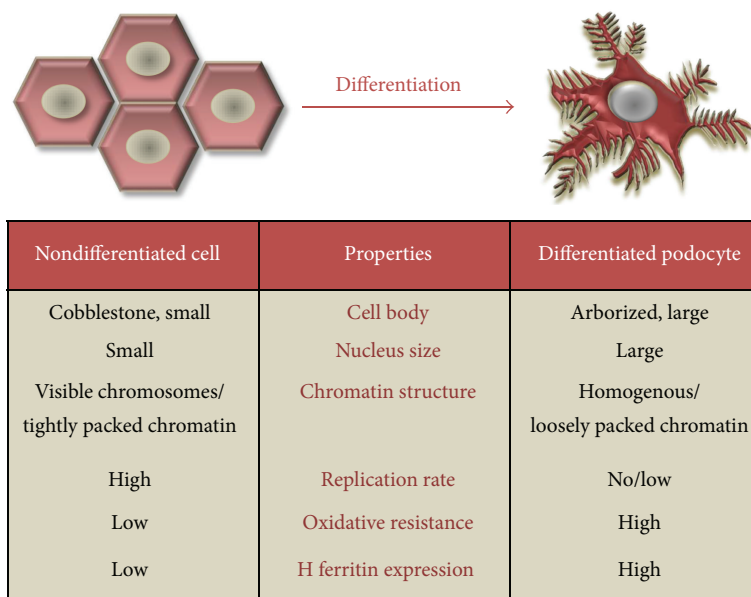 Differentiation
Nondifferentiated cell Properties Differentiated podocyte
Cobblestone, small Cell body Arborized, large
Small Nucleus size Large
Visible chromosomes/ Chromatin structure Homogenous/
tightly packed chromatin loosely packed chromatin
High Replication rate No/low
Low Oxidative resistance High
Low H ferritin expression High